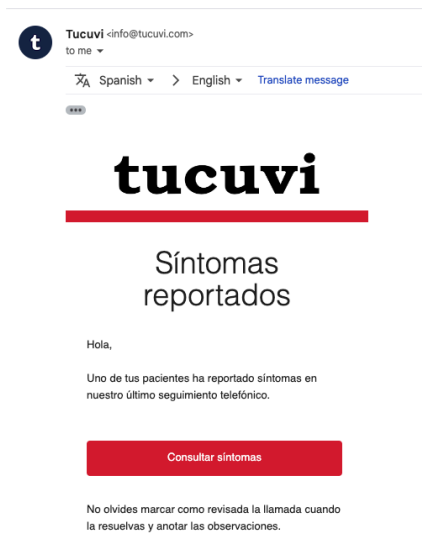 t
Tucuvi <info@tucuvi.com>
to me
Spanish > English Translate message
tucuvi
Síntomas
reportados
Hola,
Uno de tus pacientes ha reportado síntomas en
nuestro último seguimiento telefónico.
Consultar síntomas
No olvides marcar como revisada la llamada cuando
la resuelvas y anotar las observaciones.